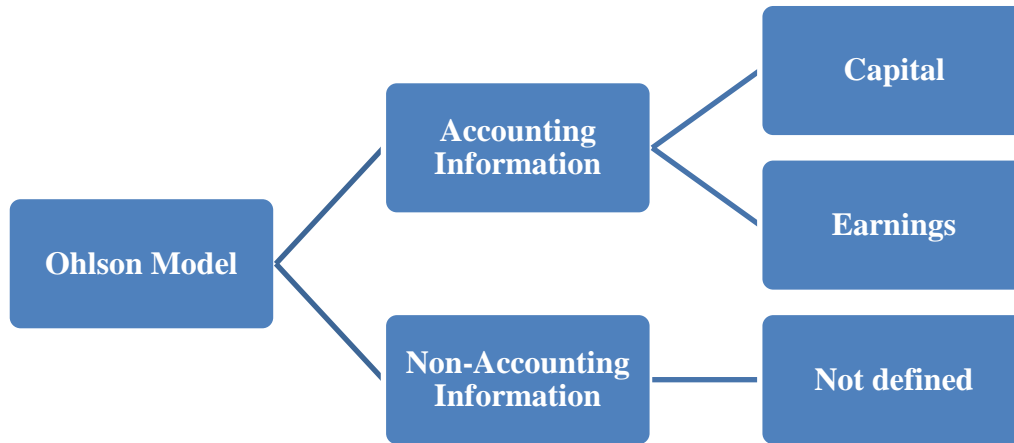 Ohlson Model
Accounting
Information
Capital
Earnings
Non-Accounting
Information
Not defined